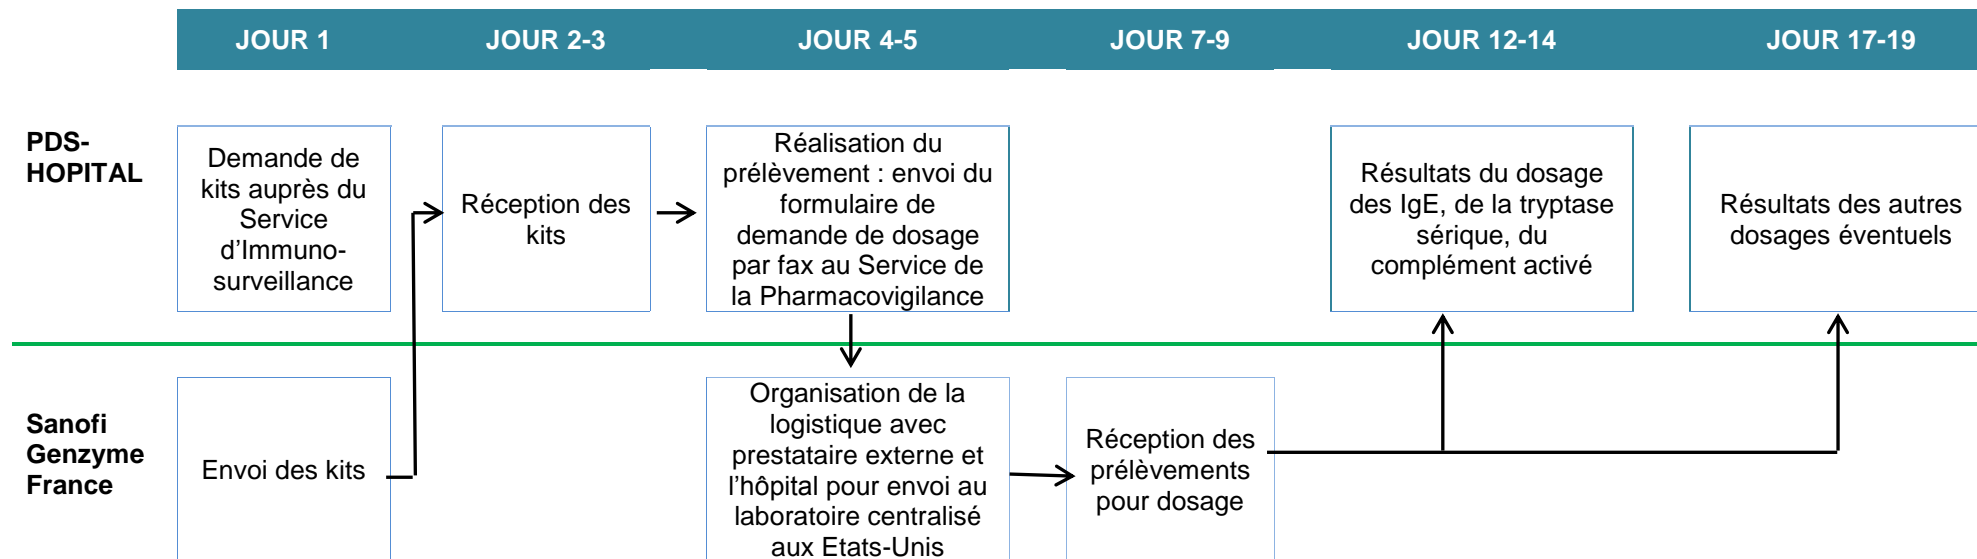 JOUR 1
JOUR 2-3
JOUR 4-5
JOUR 7-9
JOUR 12-14
JOUR 17-19
PDS-
HOPITAL
Demande de
kits auprès du
Service
d’Immuno-
surveillance
Réception des
kits
Réalisation du
prélèvement : envoi du
formulaire de
demande de dosage
par fax au Service de
la Pharmacovigilance
Résultats du dosage
des IgE, de la tryptase
sérique, du
complément activé
Résultats des autres
dosages éventuels
Sanofi
Genzyme
France
Envoi des kits
Organisation de la
logistique avec
prestataire externe et
l’hôpital pour envoi au
laboratoire centralisé
aux Etats-Unis
Réception des
prélèvements
pour dosage